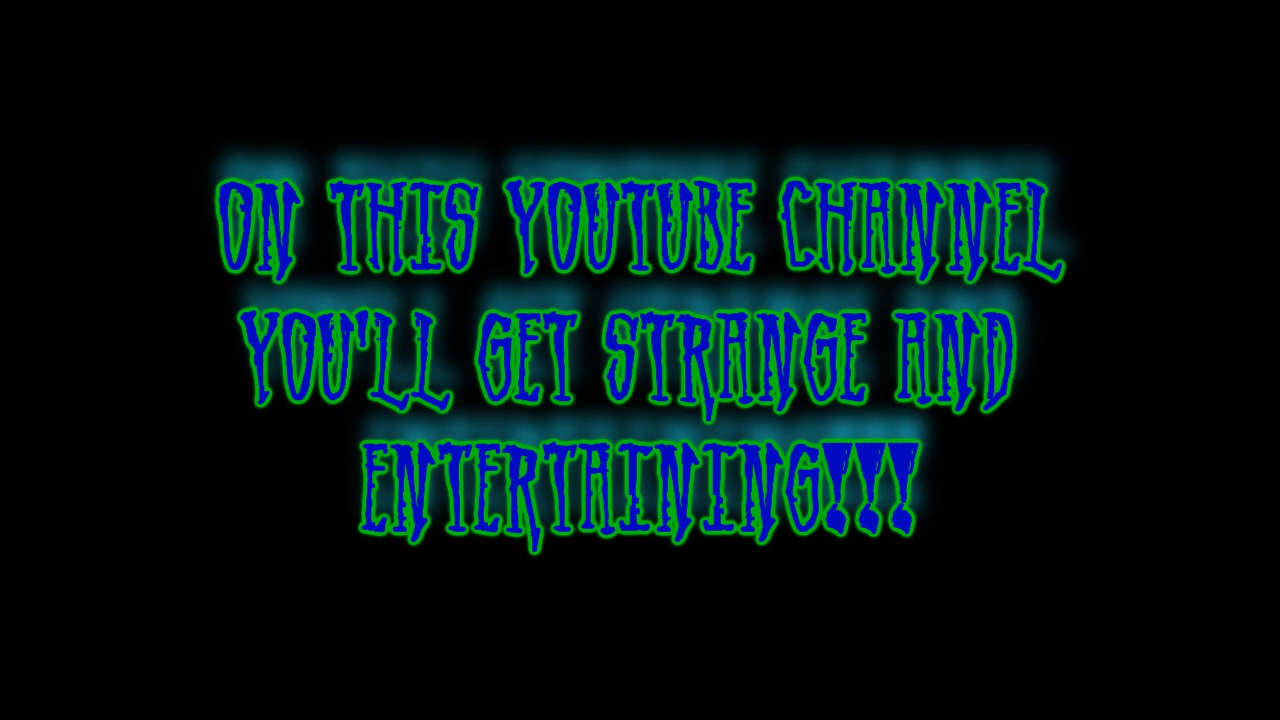 ON THIS YOUTUBE CHANNEL
YOU'LL GET STRANGE AND
ENTERTAINING!!!